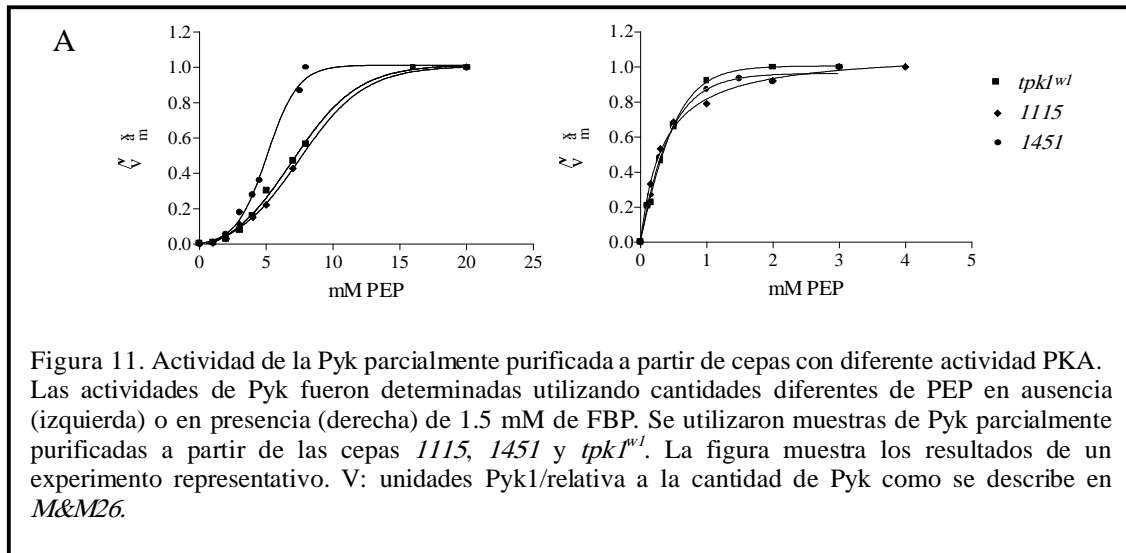 A
1.2
1.0
0.8
0.6
0.4
0.2
0.0
0 5 10 15 20 25
mM PEP
1.2
1.0
0.8
0.6
0.4
0.2
0.0
0 1 2 3 4 5
mM PEP
tpk1w1
1115
1451
Figura 11. Actividad de la Pyk parcialmente purificada a partir de cepas con diferente actividad PKA.
Las actividades de Pyk fueron determinadas utilizando cantidades diferentes de PEP en ausencia
(izquierda) o en presencia (derecha) de 1.5 mM de FBP. Se utilizaron muestras de Pyk parcialmente
purificadas a partir de las cepas 1115, 1451 y tpk1w1. La figura muestra los resultados de un
experimento representativo. V: unidades Pyk1/relativa a la cantidad de Pyk como se describe en
M&M26.